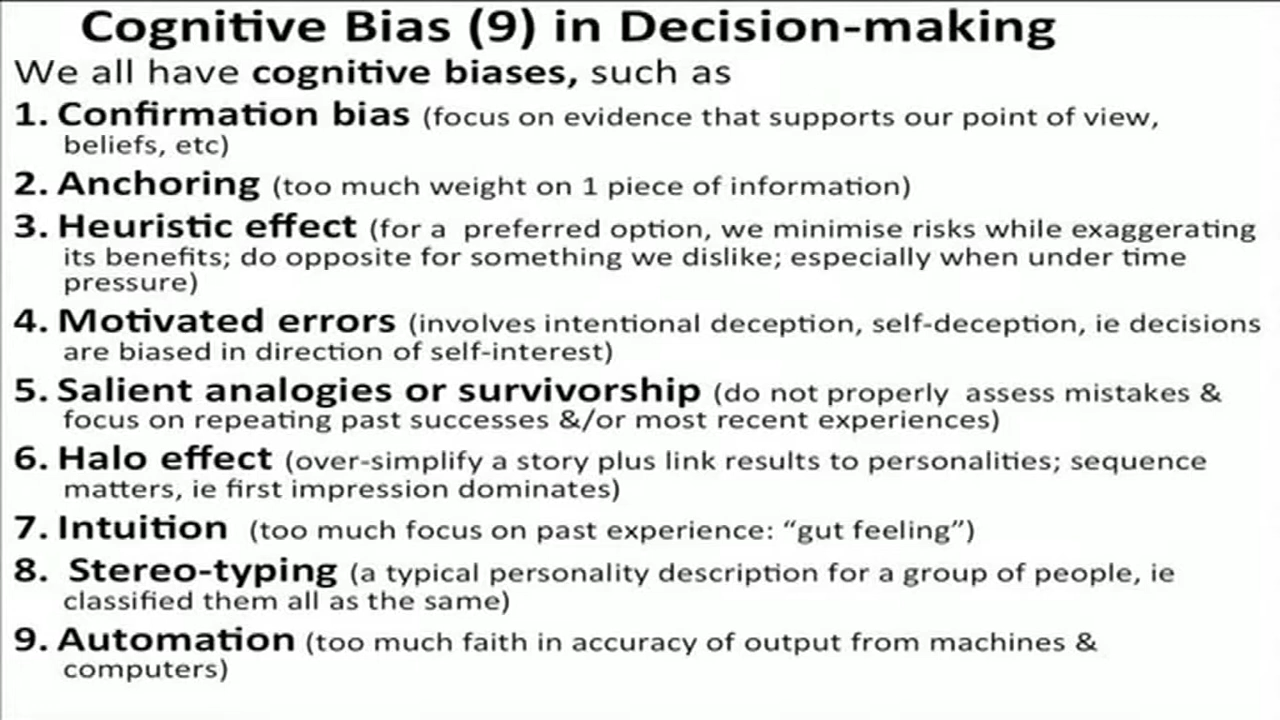 Cognitive Bias (9) in Decision-making
We all have cognitive biases, such as
1. Confirmation bias (focus on evidence that supports our point of view,
beliefs, etc)
2. Anchoring (too much weight on 1 piece of information)
3. Heuristic effect (for a preferred option, we minimise risks while exaggerating
its benefits; do opposite for something we dislike; especially when under time
pressure)
4. Motivated errors (involves intentional deception, self-deception, ie decisions
are biased in direction of self-interest)
5. Salient analogies or survivorship (do not properly assess mistakes &
focus on repeating past successes &/or most recent experiences)
6. Halo effect (over-simplify a story plus link results to personalities; sequence
matters, ie first impression dominates)
7. Intuition (too much focus on past experience: “gut feeling”)
8. Stereo-typing (a typical personality description for a group of people, ie
classified them all as the same)
9. Automation (too much faith in accuracy of output from machines &
computers)